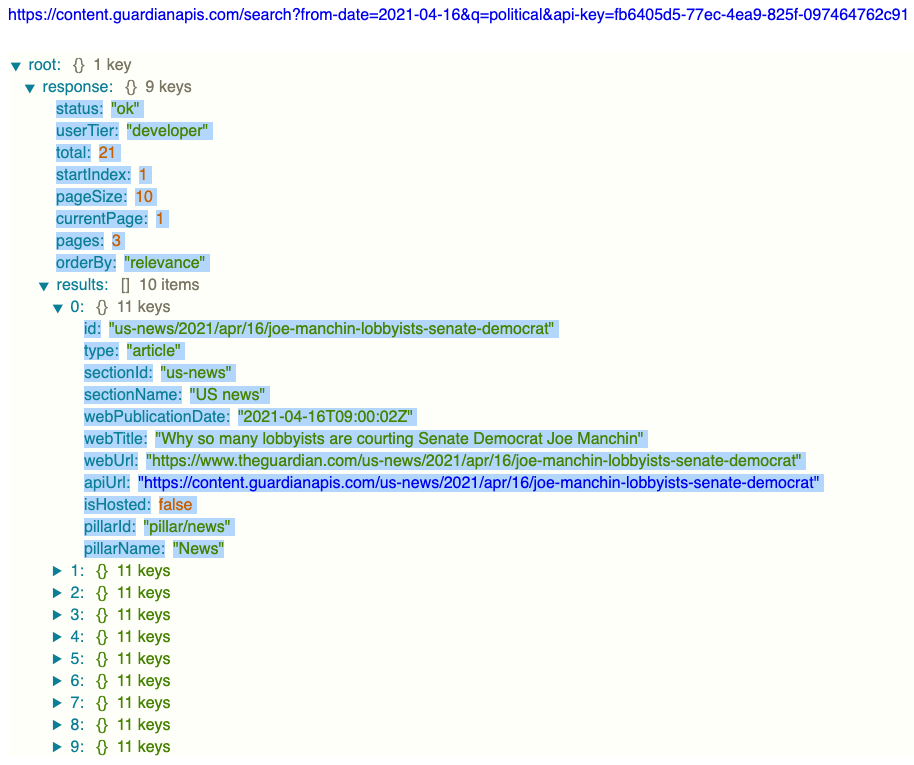 https://content.guardianapis.com/search?from-date=2021-04-16&q=political&api-key=fb6405d5-77ec-4ea9-825f-097464762c91
root: {} 1 key
response: {} 9 keys
status: "ok"
userTier: "developer"
total: 21
startIndex: 1
pageSize: 10
currentPage: 1
pages: 3
orderBy: "relevance"
results: [] 10 items
0: {} 11 keys
id: "us-news/2021/apr/16/joe-manchin-lobbyists-senate-democrat"
type: "article"
sectionId: "us-news"
sectionName: "US news"
webPublicationDate: "2021-04-16T09:00:02Z"
webTitle: "Why so many lobbyists are courting Senate Democrat Joe Manchin"
webUrl: "https://www.theguardian.com/us-news/2021/apr/16/joe-manchin-lobbyists-senate-democrat"
apiUrl: "https://content.guardianapis.com/us-news/2021/apr/16/joe-manchin-lobbyists-senate-democrat"
isHosted: false
pillarId: "pillar/news"
pillarName: "News"
1: {} 11 keys
2: {} 11 keys
3: {} 11 keys
4: {} 11 keys
5: {} 11 keys
6: {} 11 keys
7: {} 11 keys
8: {} 11 keys
9: {} 11 keys